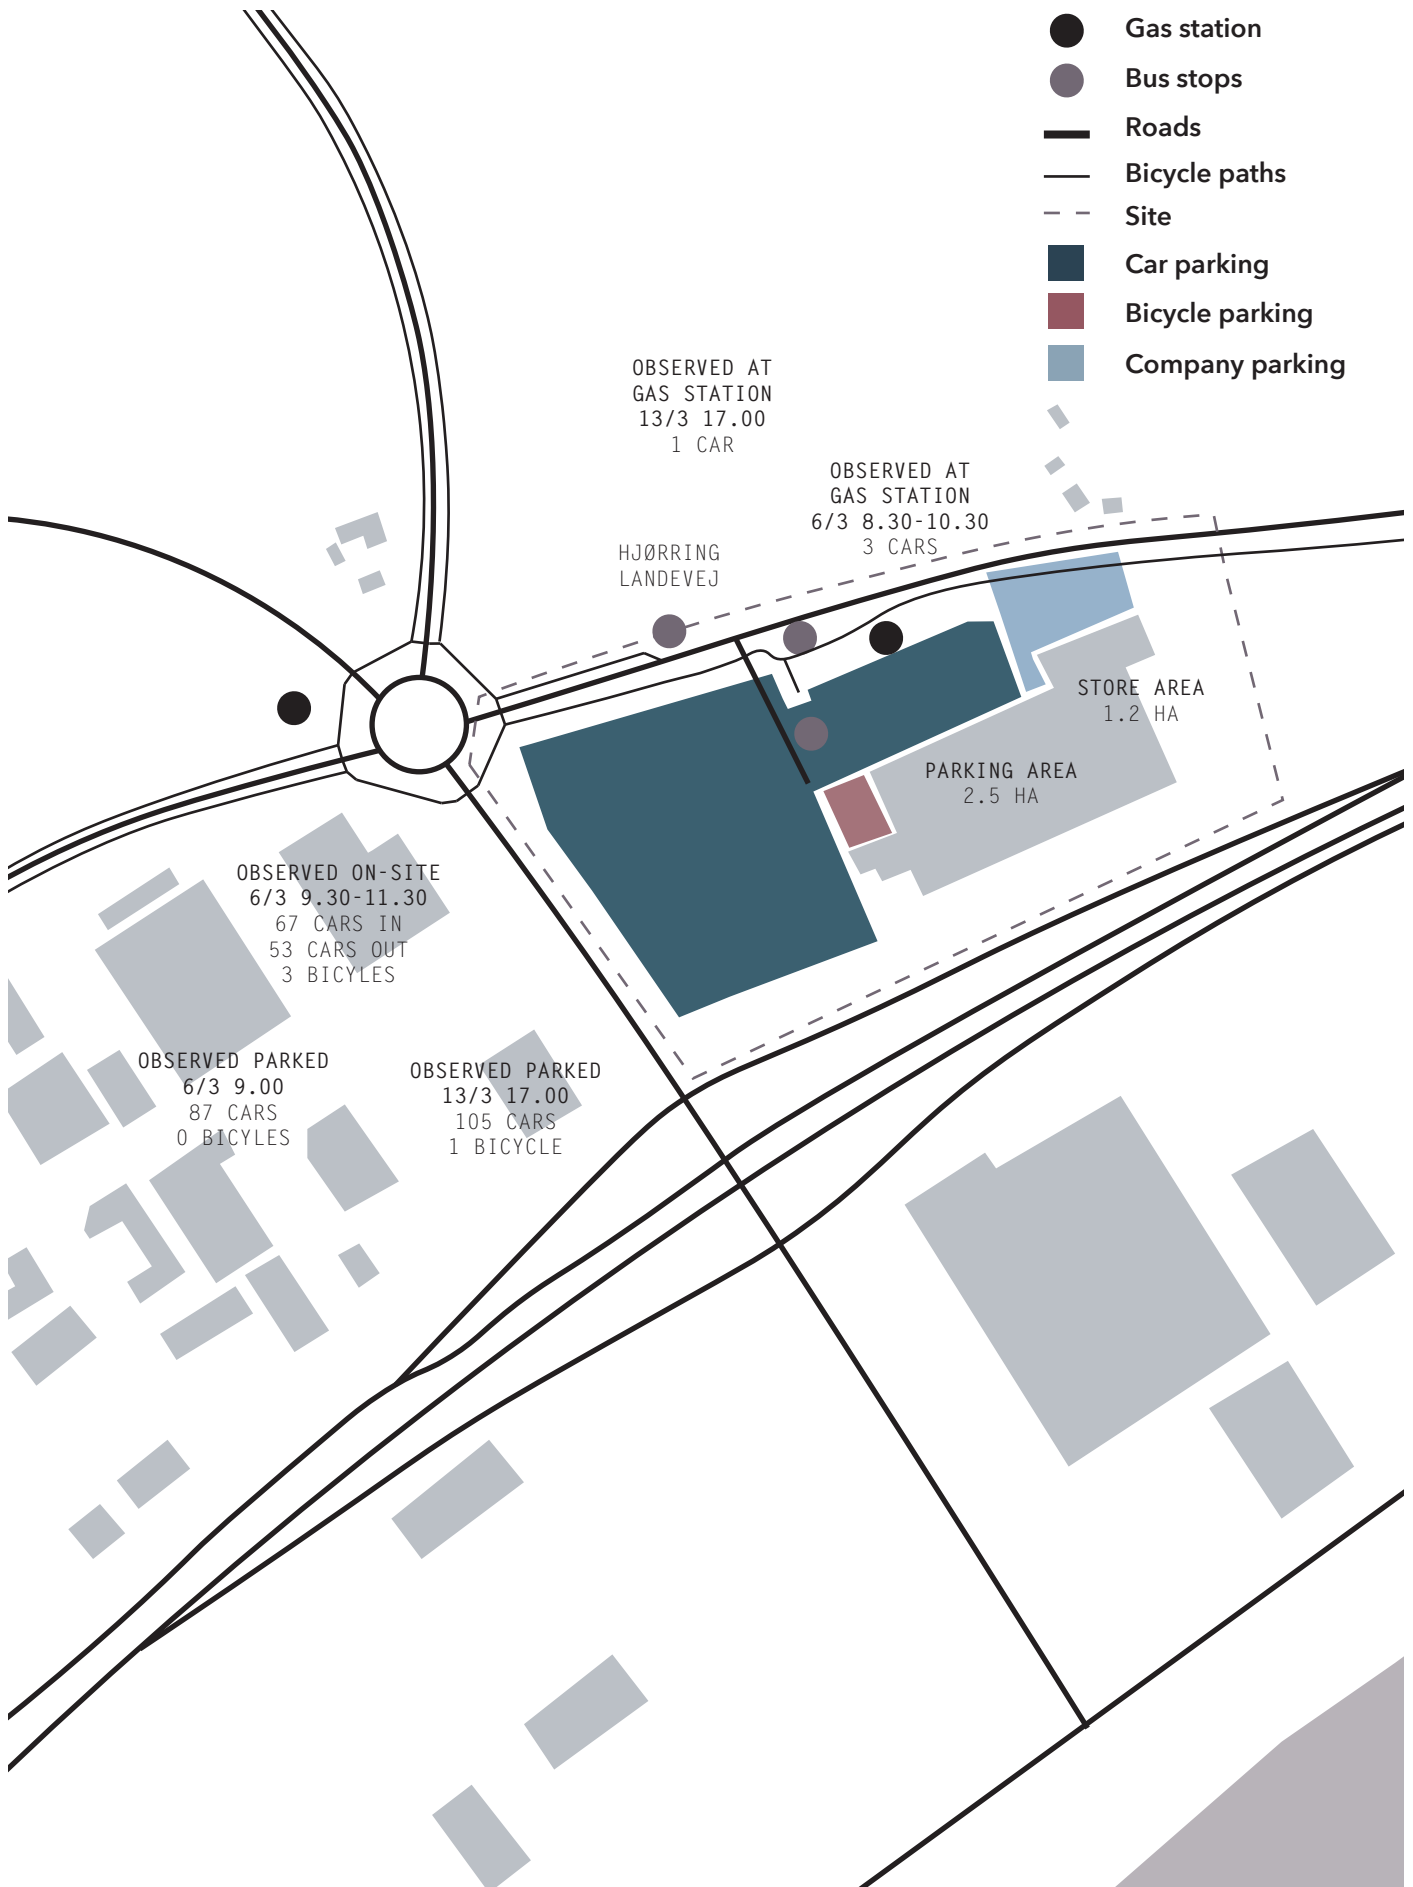 Gas station
Bus stops
Roads
Bicycle paths
Site
Car parking
Bicycle parking
Company parking
OBSERVED AT
GAS STATION
13/3 17.00
1 CAR
OBSERVED AT
GAS STATION
6/3 8.30-10.30
3 CARS
HJØRRING
LANDEVEJ
STORE AREA
1.2 HA
PARKING AREA
2.5 HA
OBSERVED ON-SITE
6/3 9.30-11.30
67 CARS IN
53 CARS OUT
3 BICYLES
OBSERVED PARKED
6/3 9.00
87 CARS
0 BICYLES
OBSERVED PARKED
13/3 17.00
105 CARS
1 BICYCLE